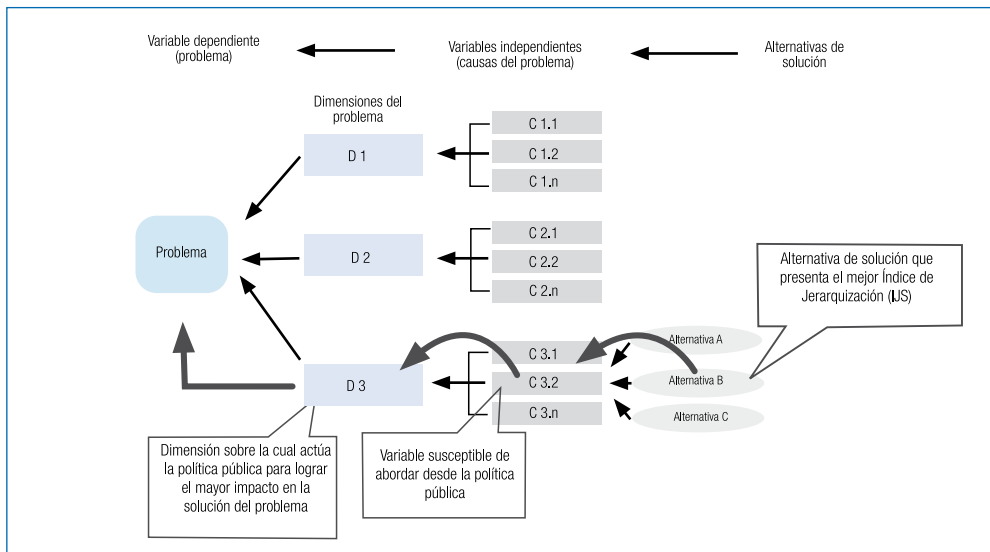 Variable dependiente
(problema)
Variables independientes
(causas del problema)
Alternativas de
solución
Dimensiones del
problema
D 1
C 1.1
C 1.2
C 1.n
Problema
D 2
C 2.1
C 2.2
C 2.n
Alternativa de solución que
presenta el mejor Índice de
Jerarquización (IJS)
D 3
C 3.1
C 3.2
C 3.n
Alternativa A
Alternativa B
Alternativa C
Dimensión sobre la cual actúa
la política pública para lograr
el mayor impacto en la
solución del problema
Variable susceptible de
abordar desde la política
pública